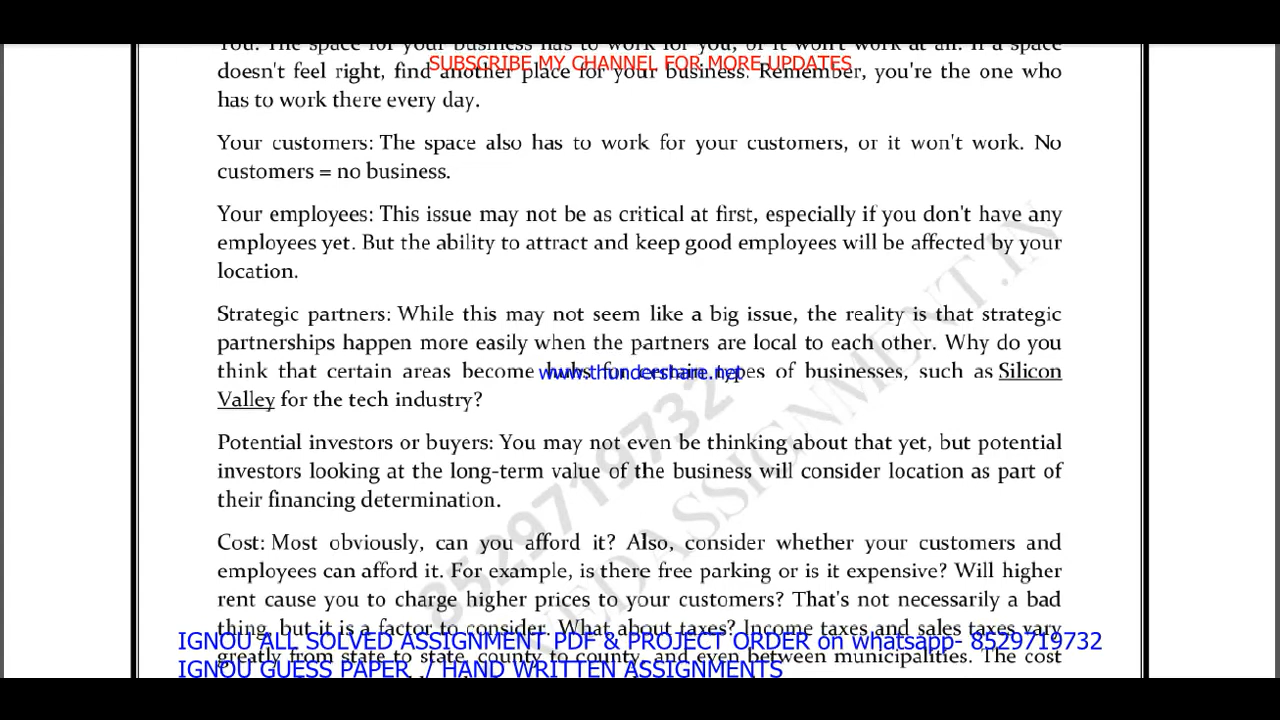 You: The space for your business has to work for you, or it won't work at all. If a space
SUBSCRIBE MY CHANNEL FOR MORE UPDATES
doesn't feel right, find another place for your business. Remember, you're the one who
has to work there every day.
Your customers: The space also has to work for your customers, or it won't work. No
customers = no business.
Your employees: This issue may not be as critical at first, especially if you don't have any
employees yet. But the ability to attract and keep good employees will be affected by your
location.
Strategic partners: While this may not seem like a big issue, the reality is that strategic
partnerships happen more easily when the partners are local to each other. Why do you
think that certain areas become hubs for certain types of businesses, such as Silicon
www.thundershare.net
Valley for the tech industry?
Potential investors or buyers: You may not even be thinking about that yet, but potential
investors looking at the long-term value of the business will consider location as part of
their financing determination.
Cost: Most obviously, can you afford it? Also, consider whether your customers and
employees can afford it. For example, is there free parking or is it expensive? Will higher
rent cause you to charge higher prices to your customers? That's not necessarily a bad
thing, but it is a factor to consider. What about taxes? Income taxes and sales taxes vary
IGNOU ALL SOLVED ASSIGNMENT PDF & PROJECT ORDER on whatsapp- 8529719732
greatly from state to state, county to county, and even between municipalities. The cost
IGNOU GUESS PAPER / HAND WRITTEN ASSIGNMENTS
8529719732